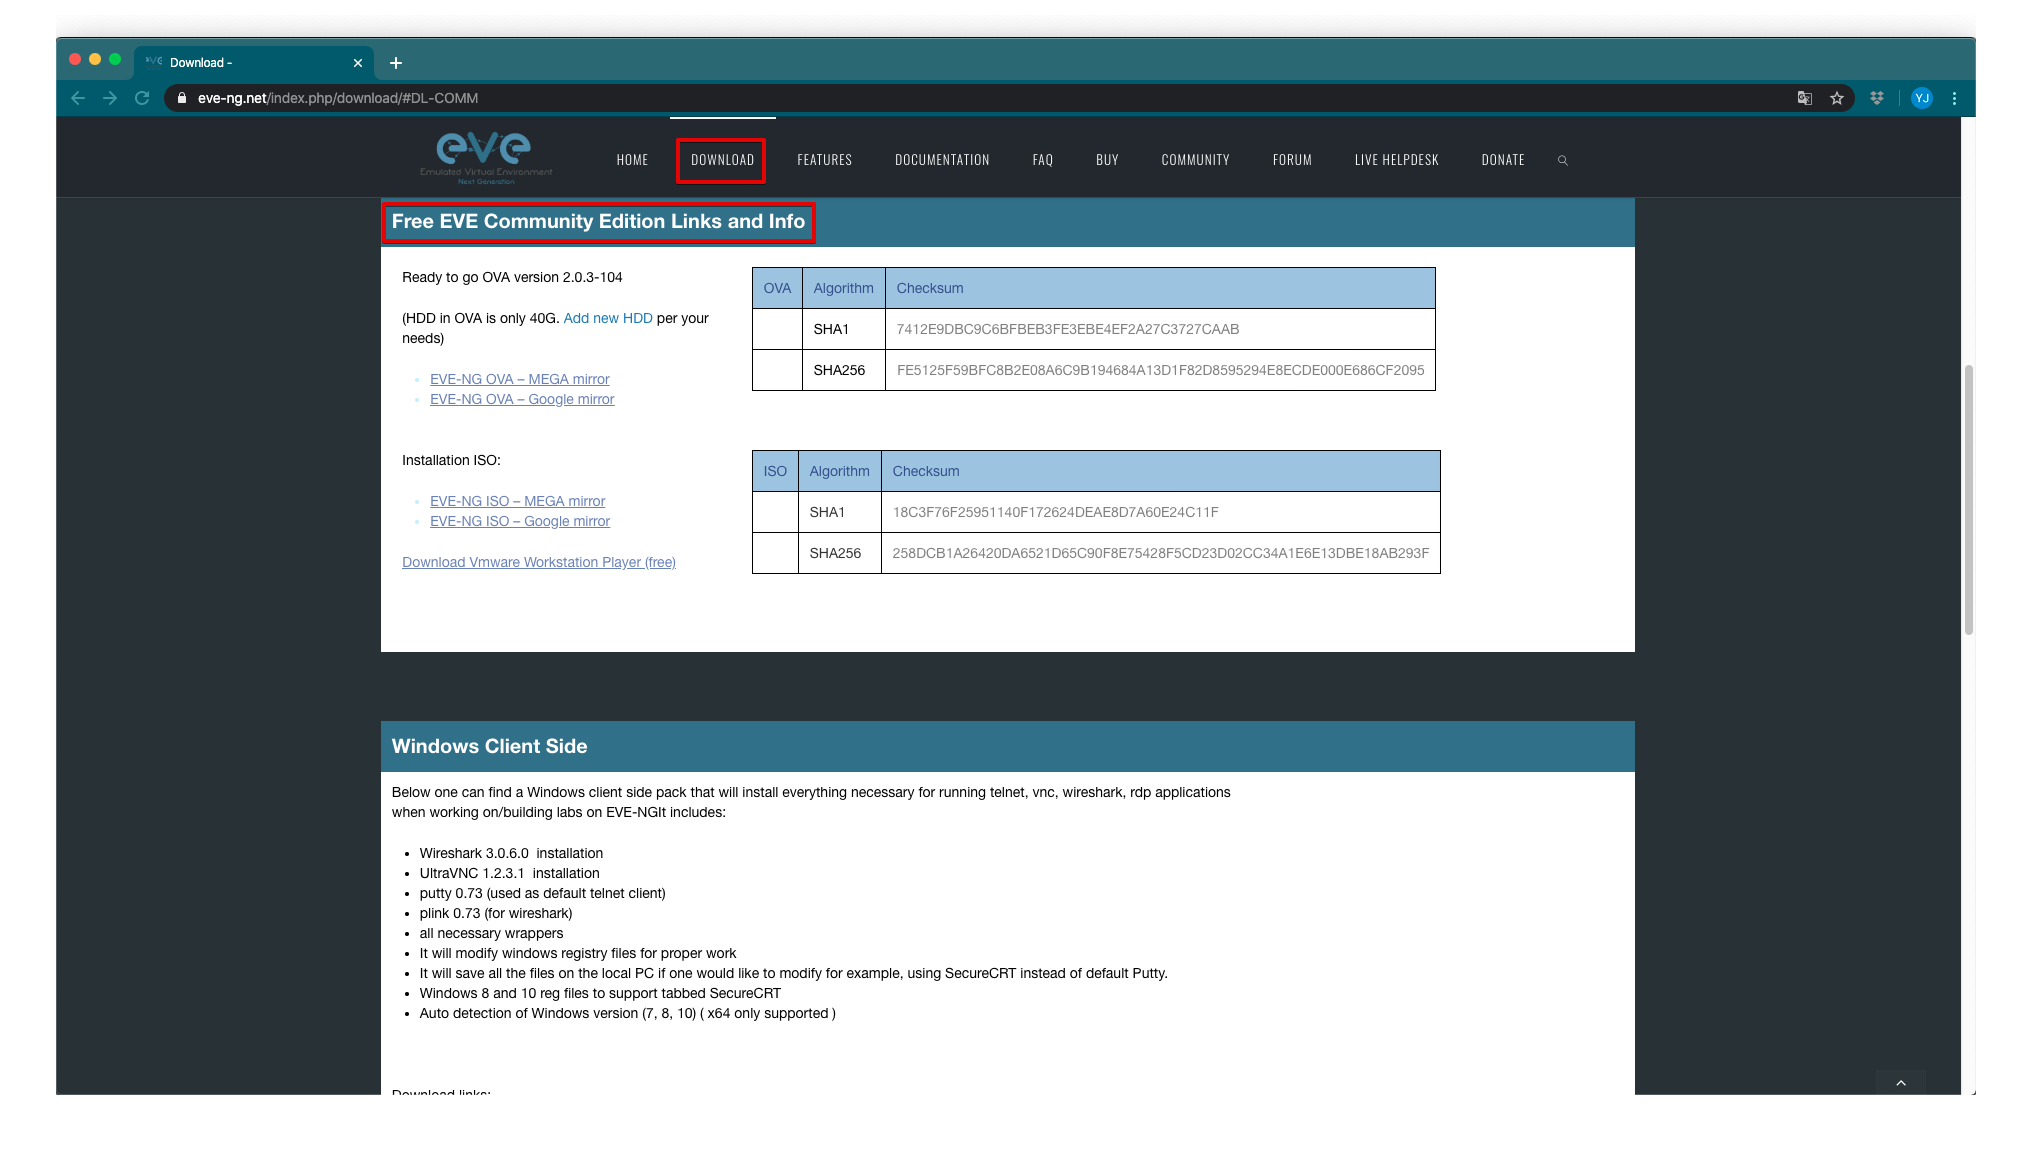 Download -
eve-ng.net/index.php/download/#DL-COMM
YJ
eve
Emulated Virtual Environment
Next Generation
HOME
DOWNLOAD
FEATURES
DOCUMENTATION
FAQ
BUY
COMMUNITY
FORUM
LIVE HELPDESK
DONATE
Free EVE Community Edition Links and Info
Ready to go OVA version 2.0.3-104
(HDD in OVA is only 40G. Add new HDD per your
needs)
EVE-NG OVA – MEGA mirror
EVE-NG OVA – Google mirror
OVA Algorithm Checksum
SHA1 7412E9DBC9C6BFBEB3FE3EBE4EF2A27C3727CAAB
SHA256 FE5125F59BFC8B2E08A6C9B194684A13D1F82D8595294E8ECDE000E686CF2095
Installation ISO:
EVE-NG ISO – MEGA mirror
EVE-NG ISO – Google mirror
Download Vmware Workstation Player (free)
ISO Algorithm Checksum
SHA1 18C3F76F25951140F172624DEAE8D7A60E24C11F
SHA256 258DCB1A26420DA6521D65C90F8E75428F5CD23D02CC34A1E6E13DBE18AB293F
Windows Client Side
Below one can find a Windows client side pack that will install everything necessary for running telnet, vnc, wireshark, rdp applications
when working on/building labs on EVE-NGIt includes:
Wireshark 3.0.6.0 installation
UltraVNC 1.2.3.1 installation
putty 0.73 (used as default telnet client)
plink 0.73 (for wireshark)
all necessary wrappers
It will modify windows registry files for proper work
It will save all the files on the local PC if one would like to modify for example, using SecureCRT instead of default Putty.
Windows 8 and 10 reg files to support tabbed SecureCRT
Auto detection of Windows version (7, 8, 10) ( x64 only supported )
Download links: